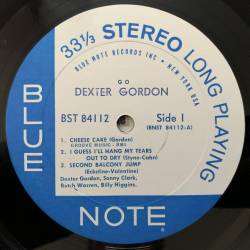 33⅓ STEREO LONG PLAYING
BLUE NOTE RECORDS INC • NEW YORK USA
GO
DEXTER GORDON
BST 84112
Side 1
(BNST 84112-A)
1. CHEESE CAKE (Gordon)
GROOVE MUSIC - BMI
2. I GUESS I'LL HANG MY TEARS
OUT TO DRY (Styne-Cahn)
3. SECOND BALCONY JUMP
(Eckstine-Valentine)
Dexter Gordon, Sonny Clark,
Butch Warren, Billy Higgins.
BLUE
NOTE